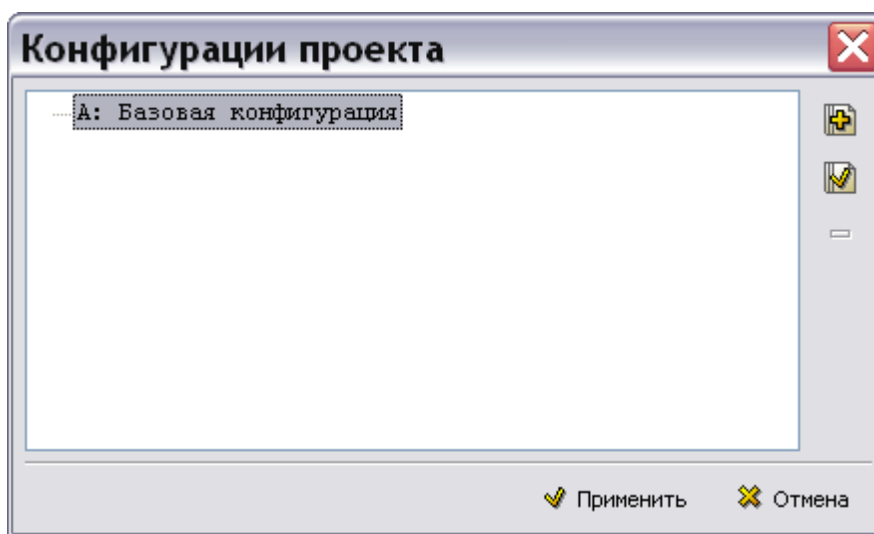 Конфигурации проекта
А: Базовая конфигурация
Применить
Отмена